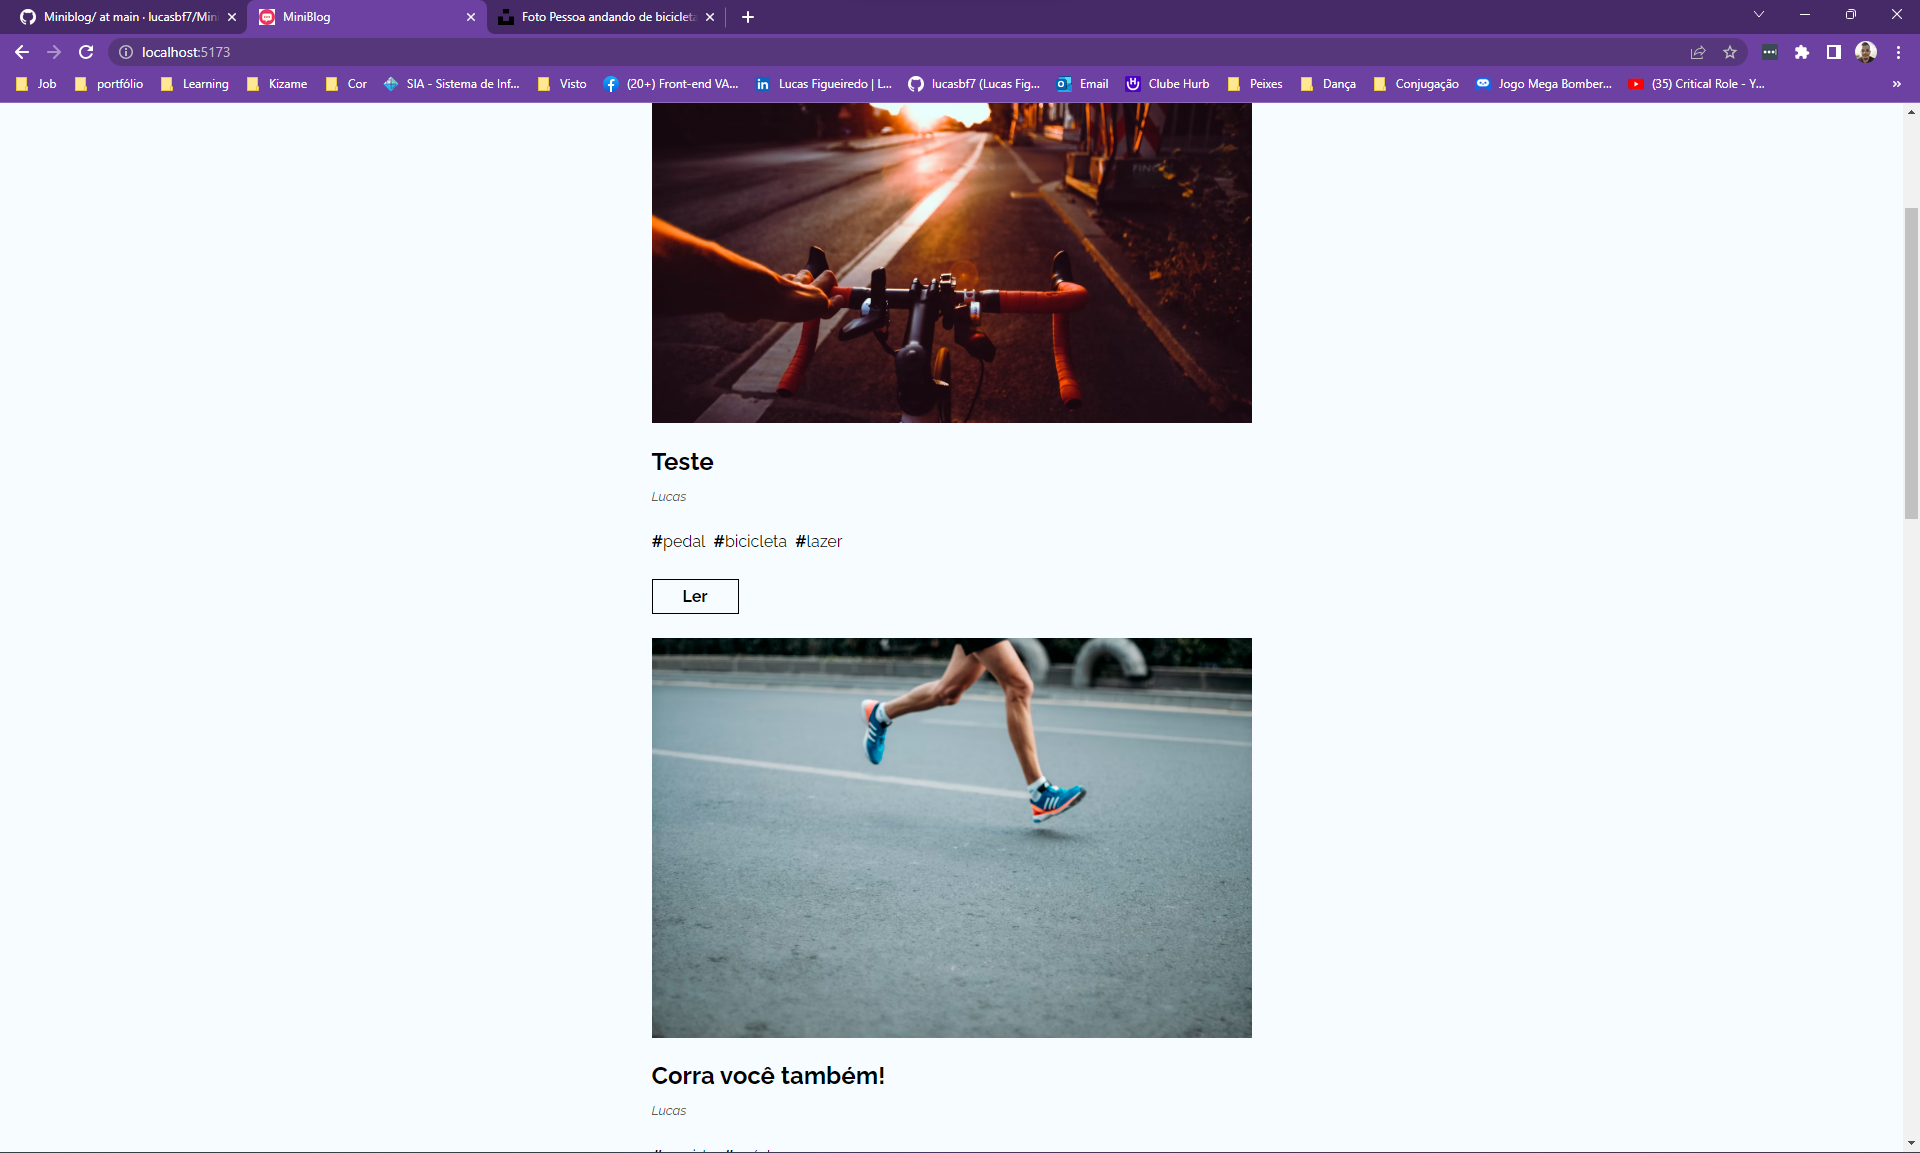 Miniblog/ at main · lucasbf7/Min
MiniBlog
Foto Pessoa andando de bicicleta
localhost:5173
Job
portfólio
Learning
Kizame
Cor
SIA - Sistema de Inf...
Visto
(20+) Front-end VA...
Lucas Figueiredo | L...
lucasbf7 (Lucas Fig...
Email
Clube Hurb
Peixes
Dança
Conjugação
Jogo Mega Bomber...
(35) Critical Role - Y...
Teste
Lucas
#pedal #bicicleta #lazer
Ler
Corra você também!
Lucas